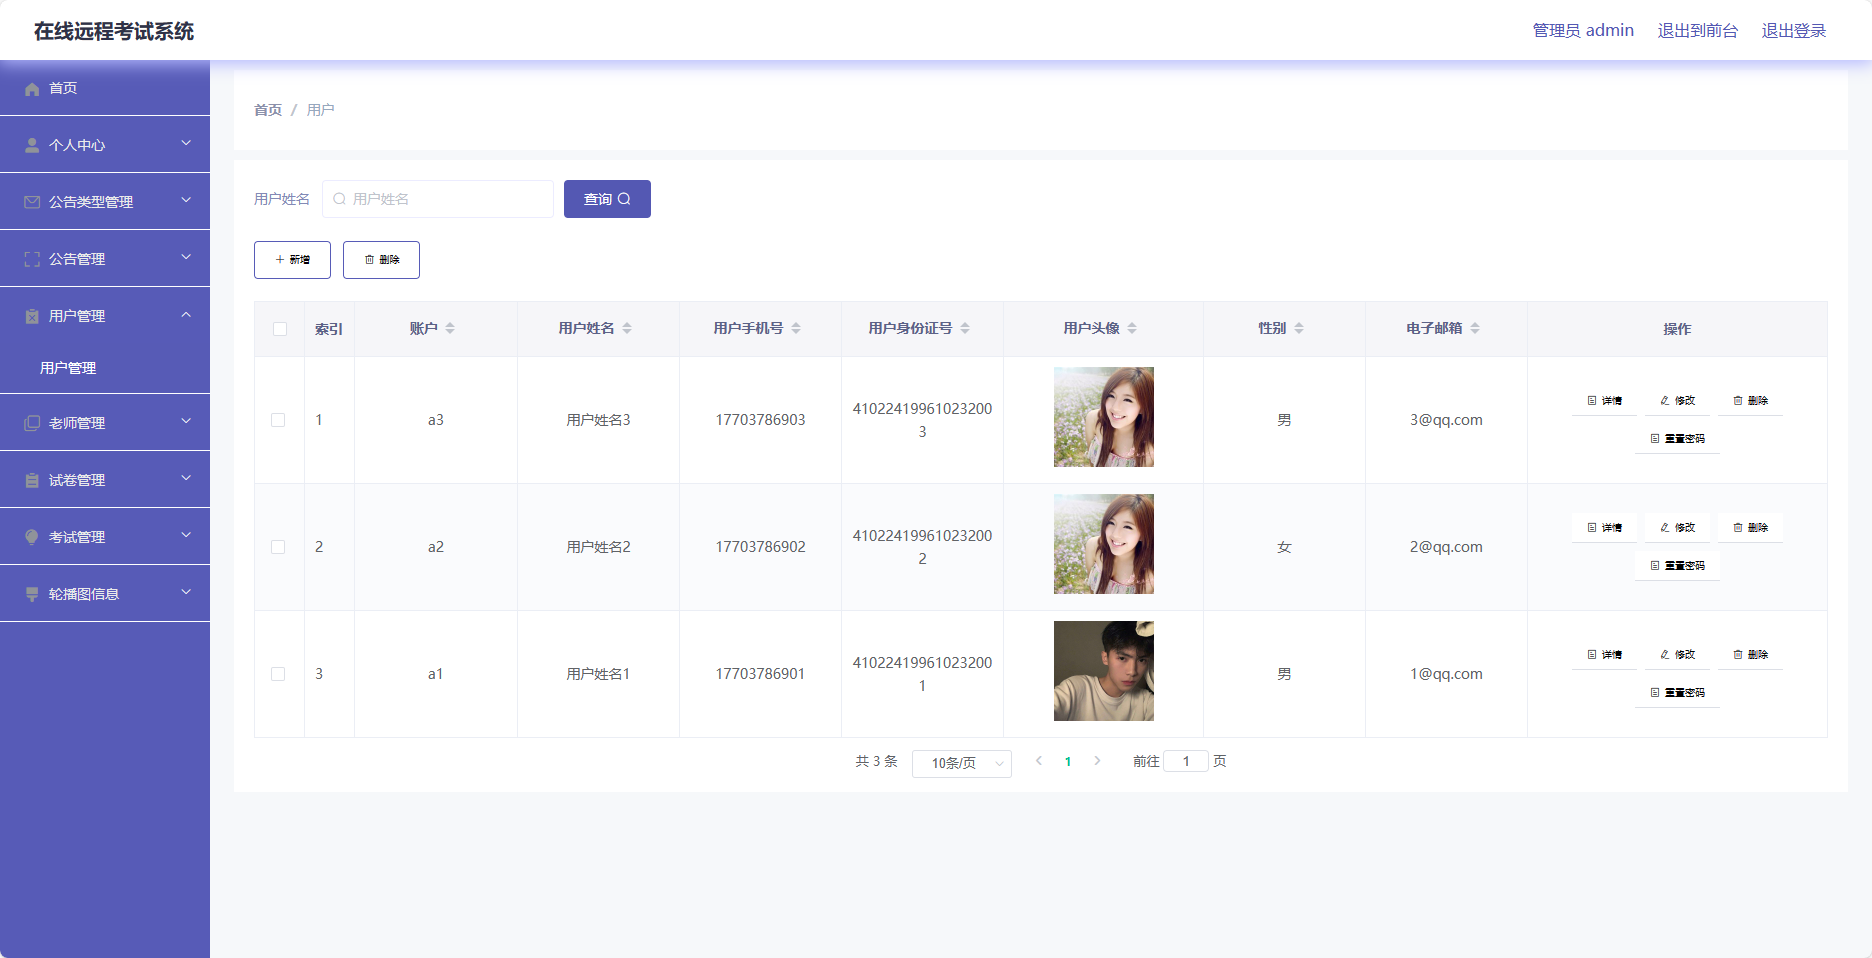 在线远程考试系统
管理员 admin 退出到前台 退出登录
首页
个人中心
公告类型管理
公告管理
用户管理
用户管理
老师管理
试卷管理
考试管理
轮播图信息
首页 / 用户
用户姓名 用户姓名 查询
新增 删除
索引 账户 用户姓名 用户手机号 用户身份证号 用户头像 性别 电子邮箱 操作
1 a3 用户姓名3 17703786903 41022419961023200
3
男 3@qq.com 详情 修改 删除
重置密码
2 a2 用户姓名2 17703786902 41022419961023200
2
女 2@qq.com 详情 修改 删除
重置密码
3 a1 用户姓名1 17703786901 41022419961023200
1
男 1@qq.com 详情 修改 删除
重置密码
共 3 条 10条/页 1 前往 1 页